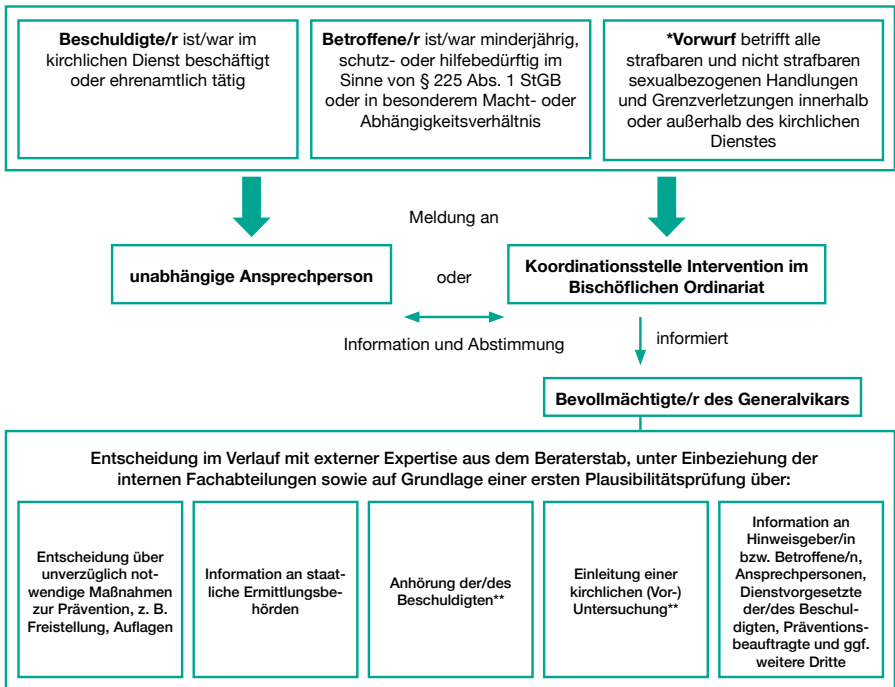 Beschuldigte/r ist/war im
kirchlichen Dienst beschäftigt
oder ehrenamtlich tätig
Betroffene/r ist/war minderjährig,
schutz- oder hilfebedürftig im
Sinne von § 225 Abs. 1 StGB
oder in besonderem Macht- oder
Abhängigkeitsverhältnis
*Vorwurf betrifft alle
strafbaren und nicht strafbaren
sexualbezogenen Handlungen
und Grenzverletzungen innerhalb
oder außerhalb des kirchlichen
Dienstes
Meldung an
unabhängige Ansprechperson
oder
Koordinationsstelle Intervention im
Bischöflichen Ordinariat
Information und Abstimmung
informiert
Bevollmächtigte/r des Generalvikars
Entscheidung im Verlauf mit externer Expertise aus dem Beraterstab, unter Einbeziehung der
internen Fachabteilungen sowie auf Grundlage einer ersten Plausibilitätsprüfung über:
Entscheidung über
unverzüglich not-
wendige Maßnahmen
zur Prävention, z. B.
Freistellung, Auflagen
Information an staat-
liche Ermittlungsbe-
hörden
Anhörung der/des
Beschuldigten**
Einleitung einer
kirchlichen (Vor-)
Untersuchung**
Information an
Hinweisgeber/in
bzw. Betroffene/n,
Ansprechpersonen,
Dienstvorgesetzte
der/des Beschul-
digten, Präventions-
beauftragte und ggf.
weitere Dritte